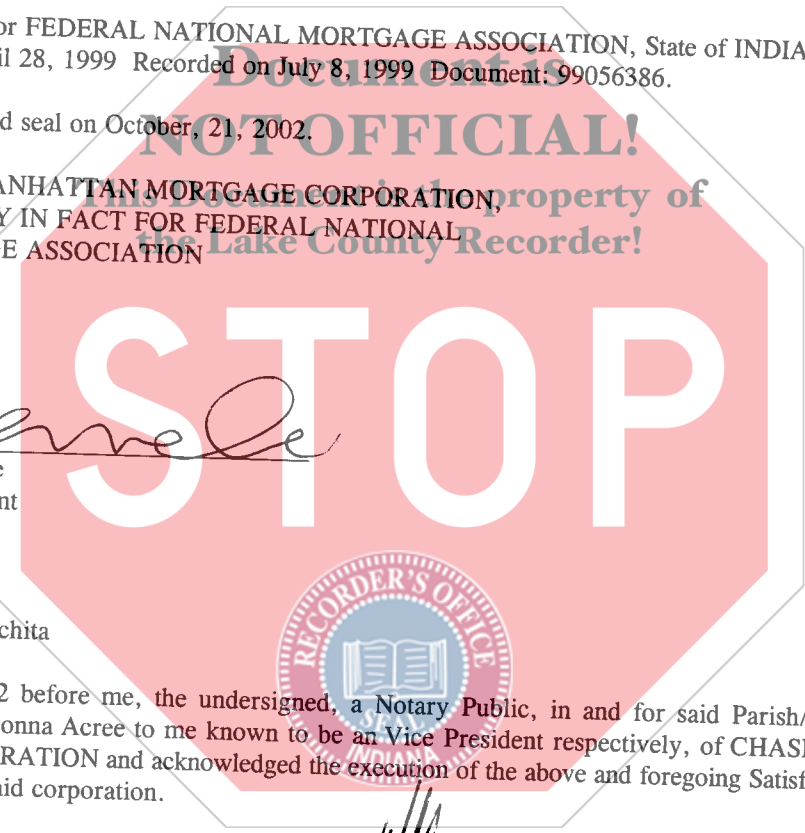 or FEDERAL NATIONAL MORTGAGE ASSOCIATION, State of INDIA
il 28, 1999 Recorded on July 8, 1999 Document: 99056386.
Document is
d seal on October, 21, 2002.
NOT OFFICIAL!
ANHATTAN MORTGAGE CORPORATION,
This Document is the property of
Y IN FACT FOR FEDERAL NATIONAL
the Lake County Recorder!
E ASSOCIATION
STOP
e
nt
RECORDER'S OFFICE
chita
2 before me, the undersigned, a Notary Public, in and for said Parish/
SEAL
onna Acree to me known to be an Vice President respectively, of CHASE
INDIANA
RATION and acknowledged the execution of the above and foregoing Satisf
aid corporation.